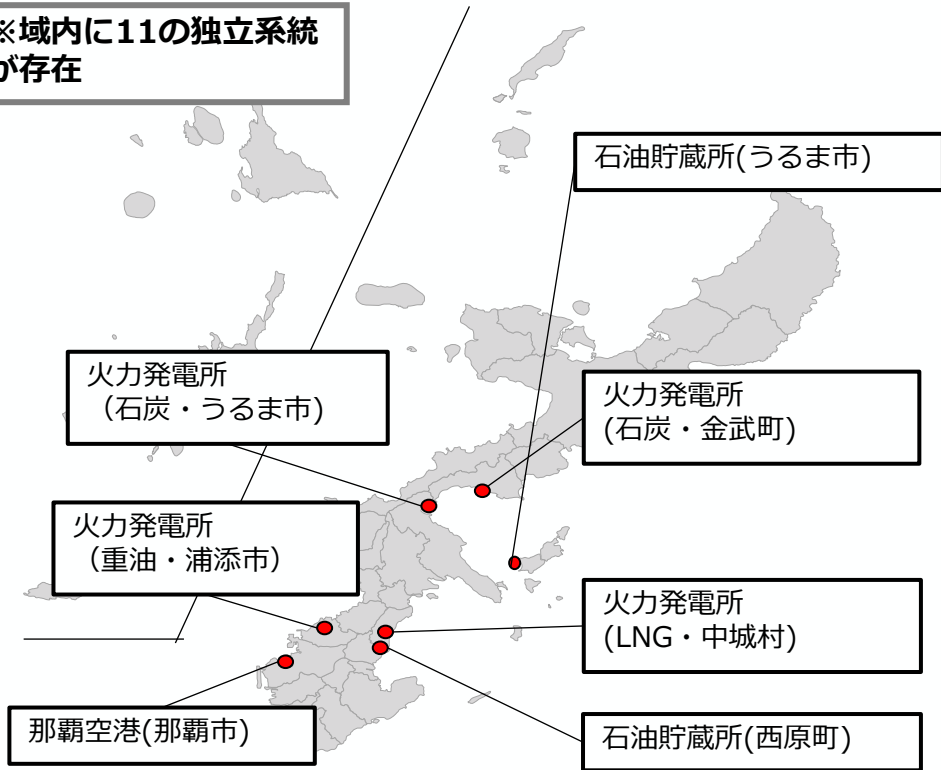 ※域内に11の独立系統
が存在
石油貯蔵所(うるま市)
火力発電所
（石炭・うるま市)
火力発電所
(石炭・金武町)
火力発電所
（重油・浦添市）
火力発電所
(LNG・中城村)
那覇空港(那覇市)
石油貯蔵所(西原町)